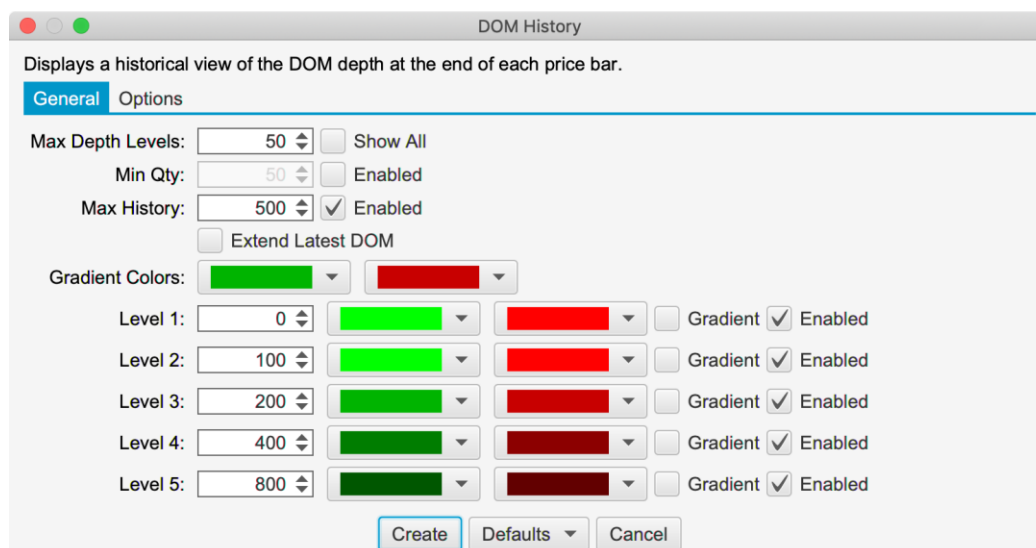 DOM History
Displays a historical view of the DOM depth at the end of each price bar.
General Options
Max Depth Levels: 50 Show All
Min Qty: 50 Enabled
Max History: 500 Enabled
Extend Latest DOM
Gradient Colors:
Level 1: 0 Gradient Enabled
Level 2: 100 Gradient Enabled
Level 3: 200 Gradient Enabled
Level 4: 400 Gradient Enabled
Level 5: 800 Gradient Enabled
Create Defaults Cancel